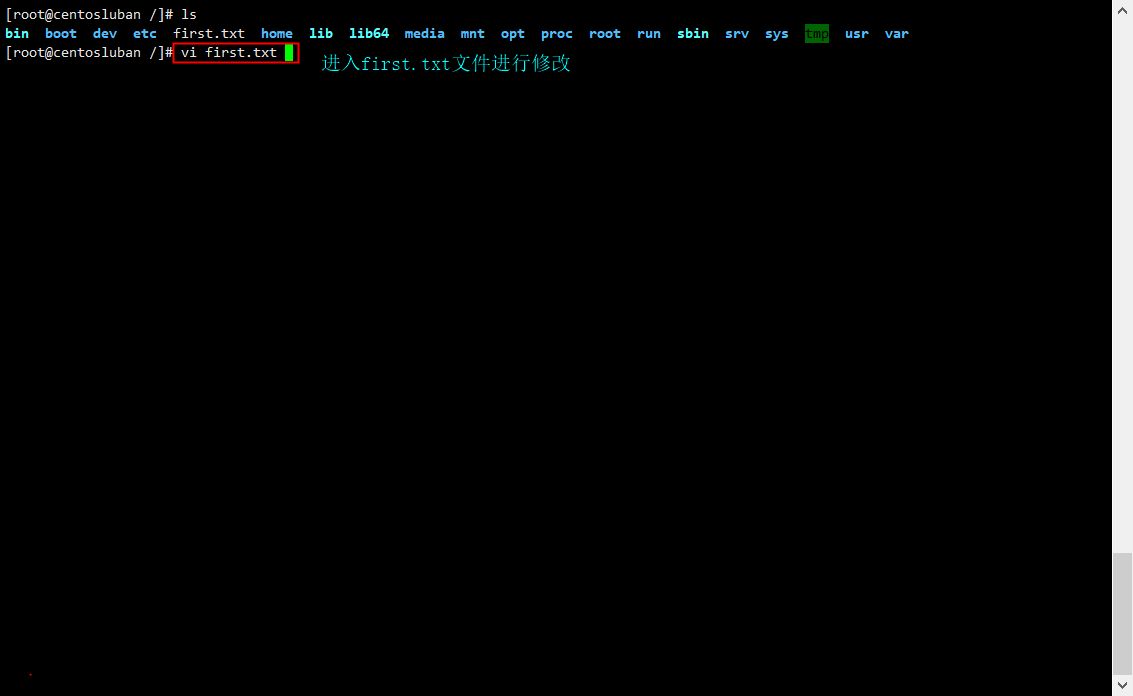 [root@centosluban /]# ls
bin boot dev etc first.txt home lib lib64 media mnt opt proc root run sbin srv sys tmp usr var
[root@centosluban /]# vi first.txt
进入first.txt文件进行修改